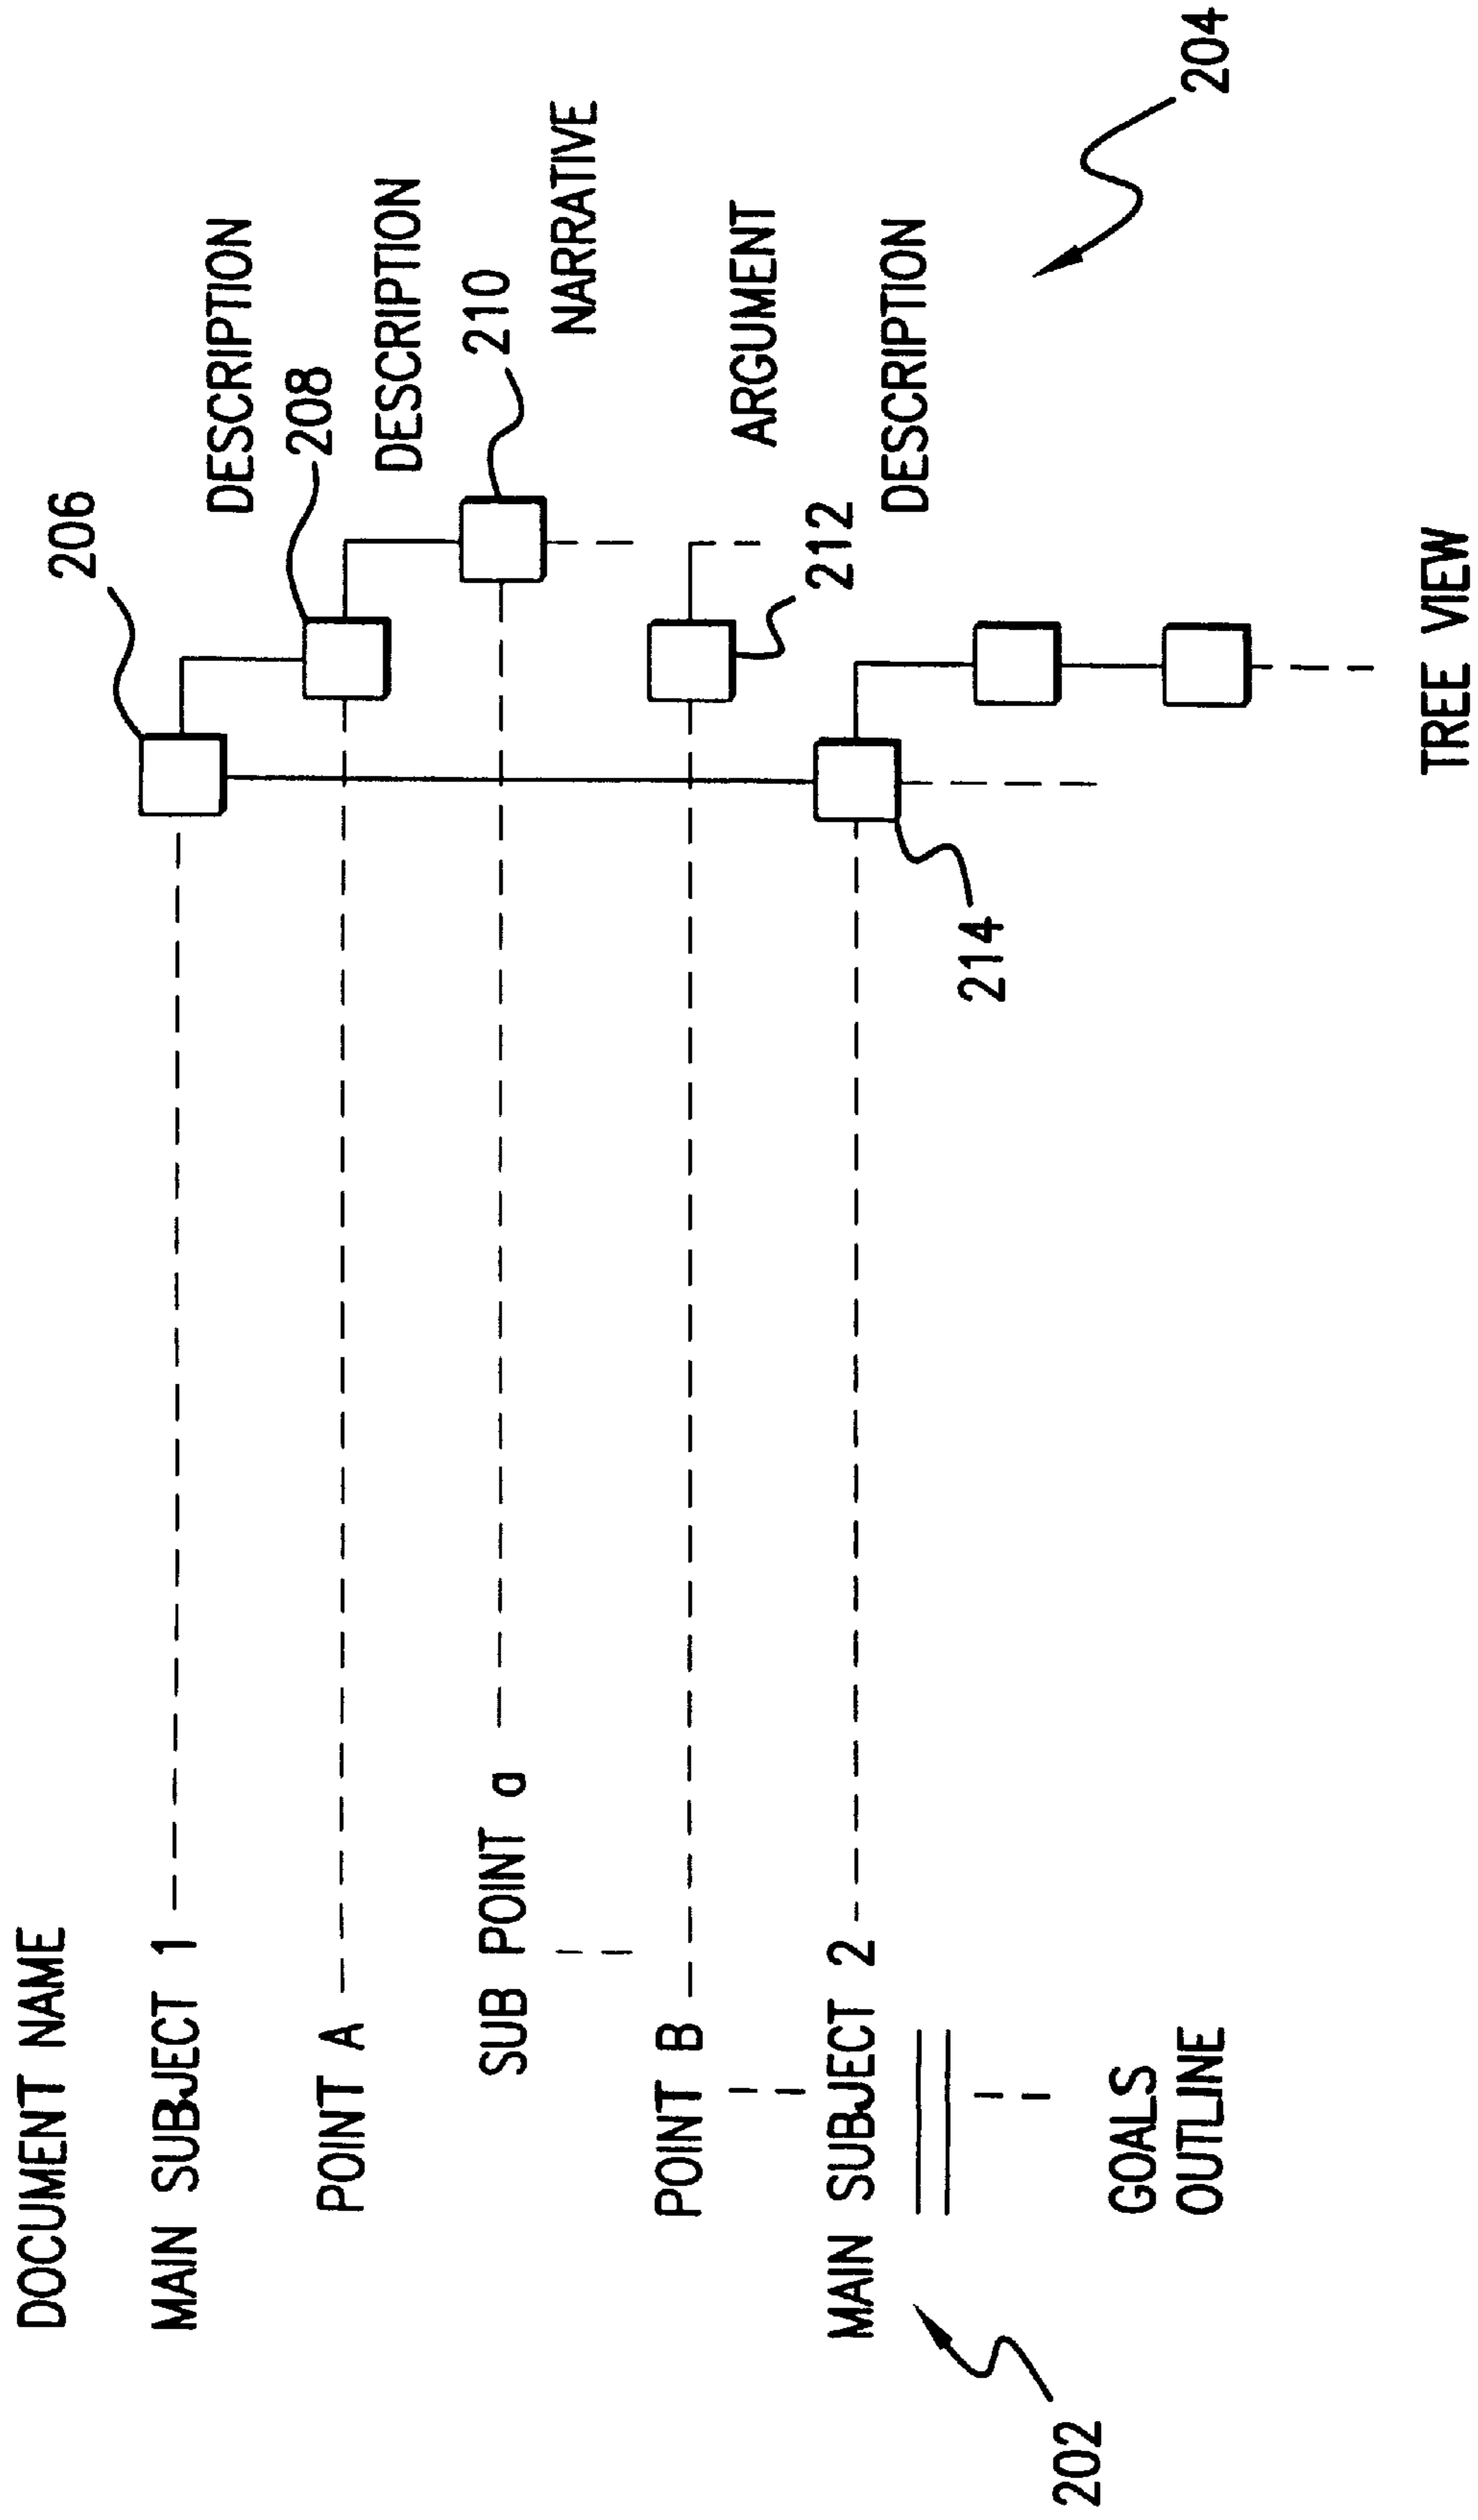 DOCUMENT NAME
206
MAIN SUBJECT 1
DESCRIPTION
208
POINT A
DESCRIPTION
210
SUB POINT a
NARRATIVE
POINT B
ARGUMENT
212
MAIN SUBJECT 2
DESCRIPTION
214
202
GOALS
OUTLINE
204
TREE VIEW